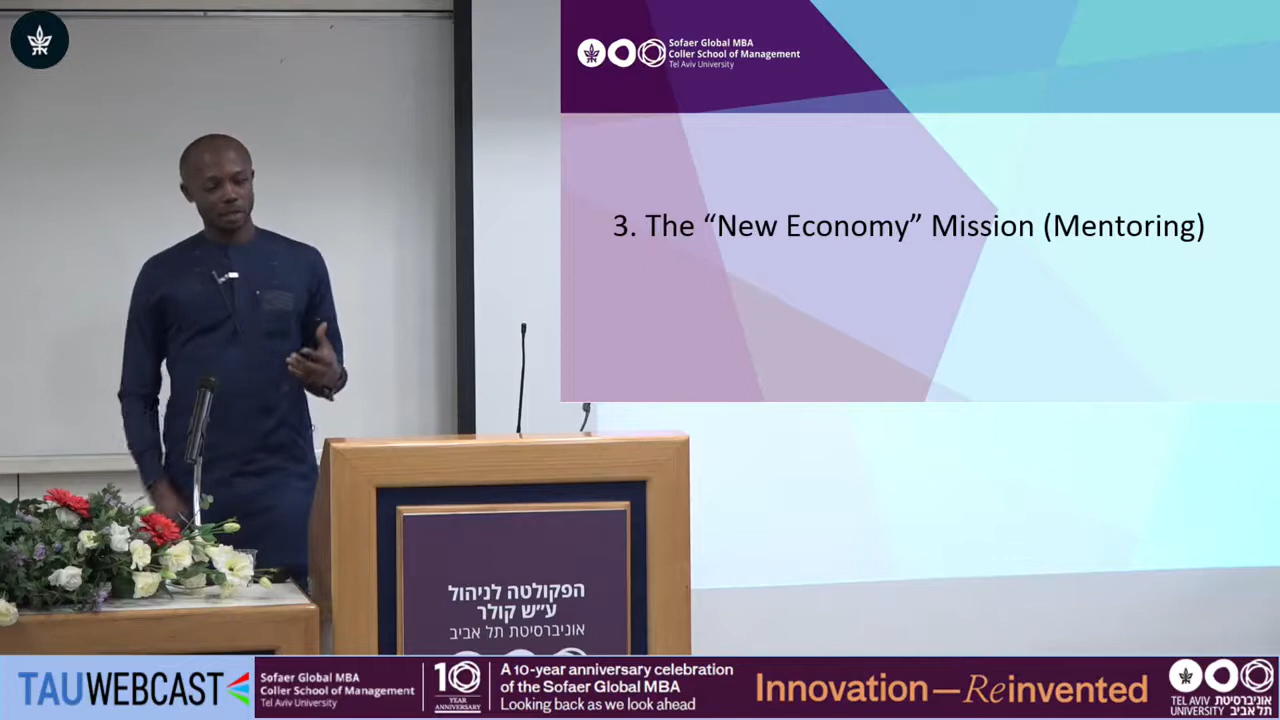 Sofaer Global MBA
Coller School of Management
Tel Aviv University
3. The “New Economy” Mission (Mentoring)
הפקולטה לניהול
ע״ש קולר
אוניברסיטת תל אביב
TAUWEBCAST
Sofaer Global MBA
Coller School of Management
Tel Aviv University
10
YEAR
ANNIVERSARY
A 10-year anniversary celebration
of the Sofaer Global MBA
Looking back as we look ahead
Innovation—Reinvented
TEL AVIV אוניברסיטת
UNIVERSITY תל אביב